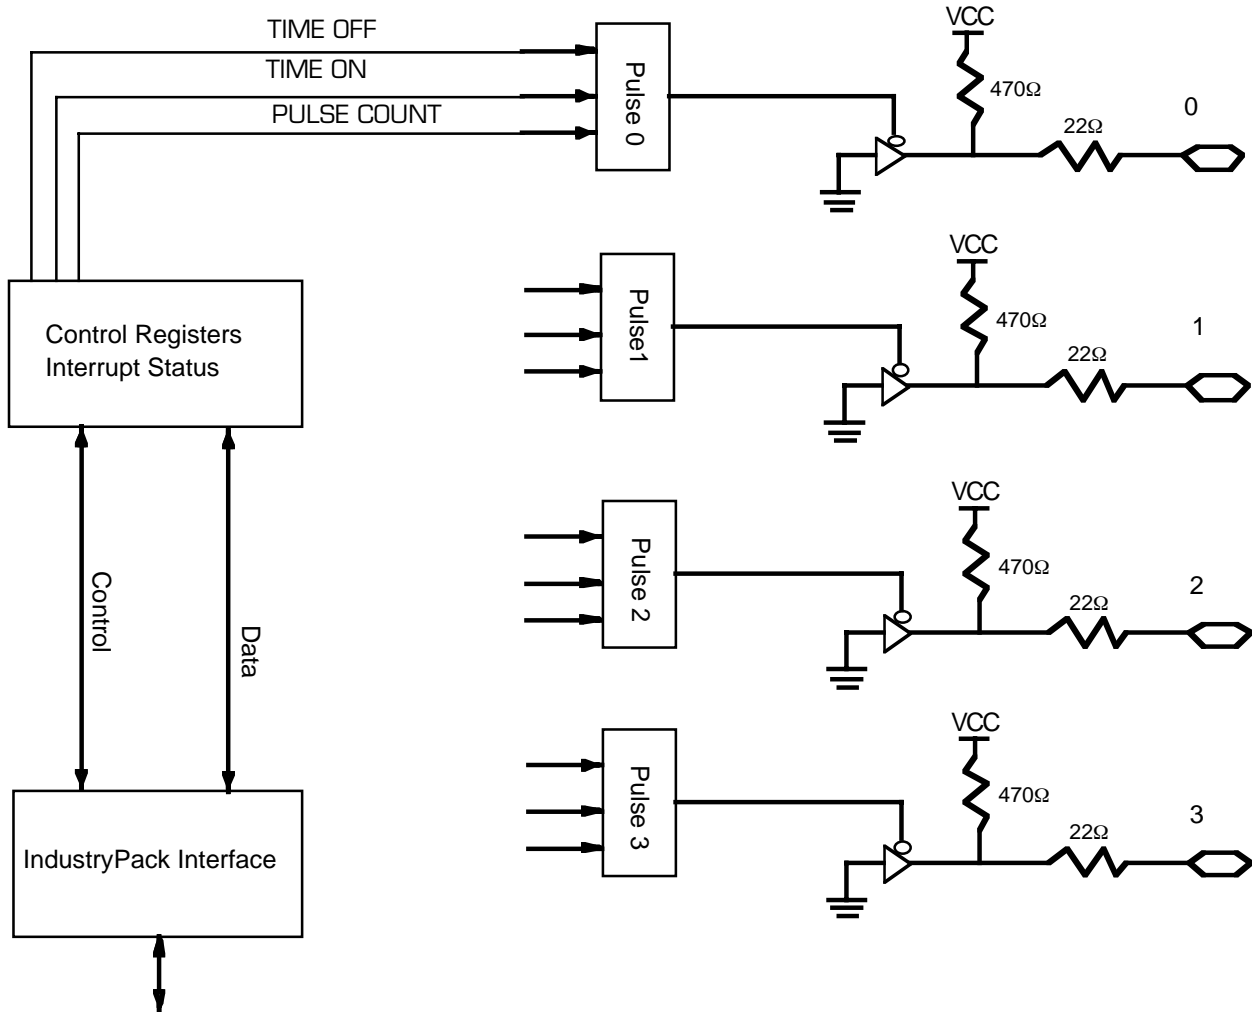 TIME OFF
TIME ON
PULSE COUNT
Pulse 0
VCC
470Ω
22Ω
0
Control Registers
Interrupt Status
Pulse1
VCC
470Ω
22Ω
1
Control
Data
Pulse 2
VCC
470Ω
22Ω
2
IndustryPack Interface
Pulse 3
VCC
470Ω
22Ω
3